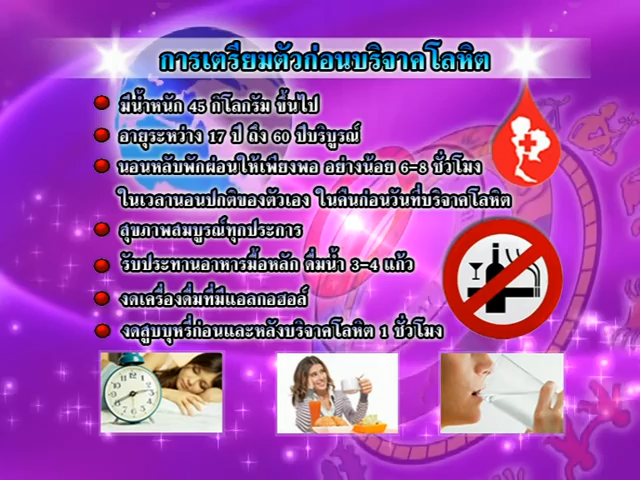 การเตรียมตัวก่อนบริจาคโลหิต
มีน้ำหนัก 45 กิโลกรัม ขึ้นไป
อายุระหว่าง 17 ปี ถึง 60 ปีบริบูรณ์
นอนหลับพักผ่อนให้เพียงพอ อย่างน้อย 6-8 ชั่วโมง
ในเวลานอนปกติของตัวเอง ในคืนก่อนวันที่บริจาคโลหิต
สุขภาพสมบูรณ์ทุกประการ
รับประทานอาหารมื้อหลัก ดื่มน้ำ 3-4 แก้ว
งดเครื่องดื่มที่มีแอลกอฮอล์
งดสูบบุหรี่ก่อนและหลังบริจาคโลหิต 1 ชั่วโมง